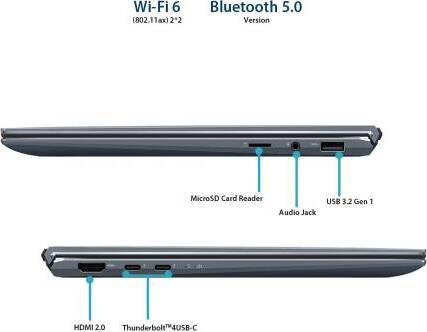 Wi-Fi 6 Bluetooth 5.0
(802.11ax) 2*2 Version
MicroSD Card Reader
Audio Jack
USB 3.2 Gen 1
HDMI 2.0
Thunderbolt™4USB-C